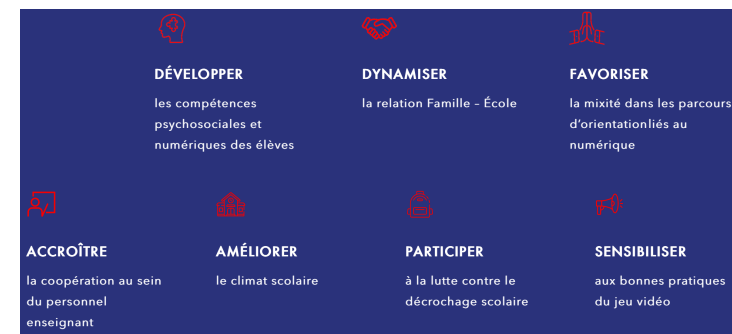 DÉVELOPPER
les compétences
psychosociales et
numériques des élèves
DYNAMISER
la relation Famille – École
FAVORISER
la mixité dans les parcours
d'orientationliés au
numérique
ACCROÎTRE
la coopération au sein
du personnel
enseignant
AMÉLIORER
le climat scolaire
PARTICIPER
à la lutte contre le
décrochage scolaire
SENSIBILISER
aux bonnes pratiques
du jeu vidéo